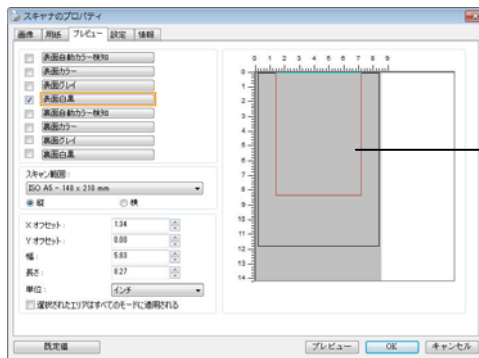 スキャナのプロパティ
画像 用紙 プレビュー 設定 情報
表面自動カラー検知
表面カラー
表面グレイ
表面白黒
裏面自動カラー検知
裏面カラー
裏面グレイ
裏面白黒
スキャン範囲:
ISO A5 - 148 x 210 mm
縦 横
X オフセット: 1.34
Y オフセット: 0.00
幅: 5.83
長さ: 8.27
単位: インチ
選択されたエリアはすべてのモードに適用される
0 1 2 3 4 5 6 7 8 9
0
1
2
3
4
5
6
7
8
9
10
11
12
13
14
既定値 プレビュー OK キャンセル